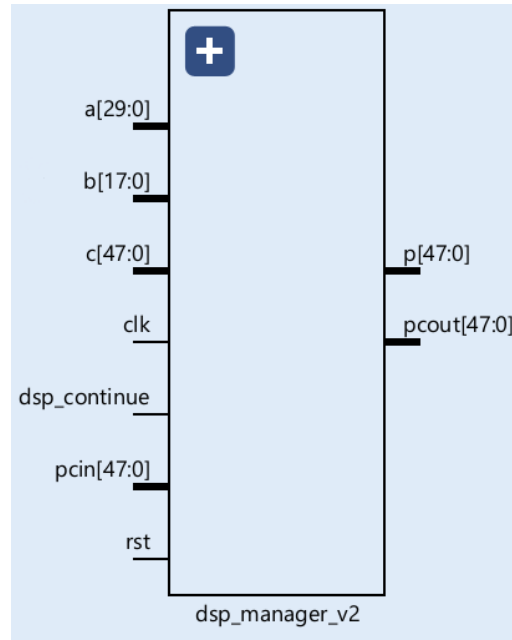 a[29:0]
b[17:0]
c[47:0]
clk
dsp_continue
pcin[47:0]
rst
p[47:0]
pcout[47:0]
dsp_manager_v2